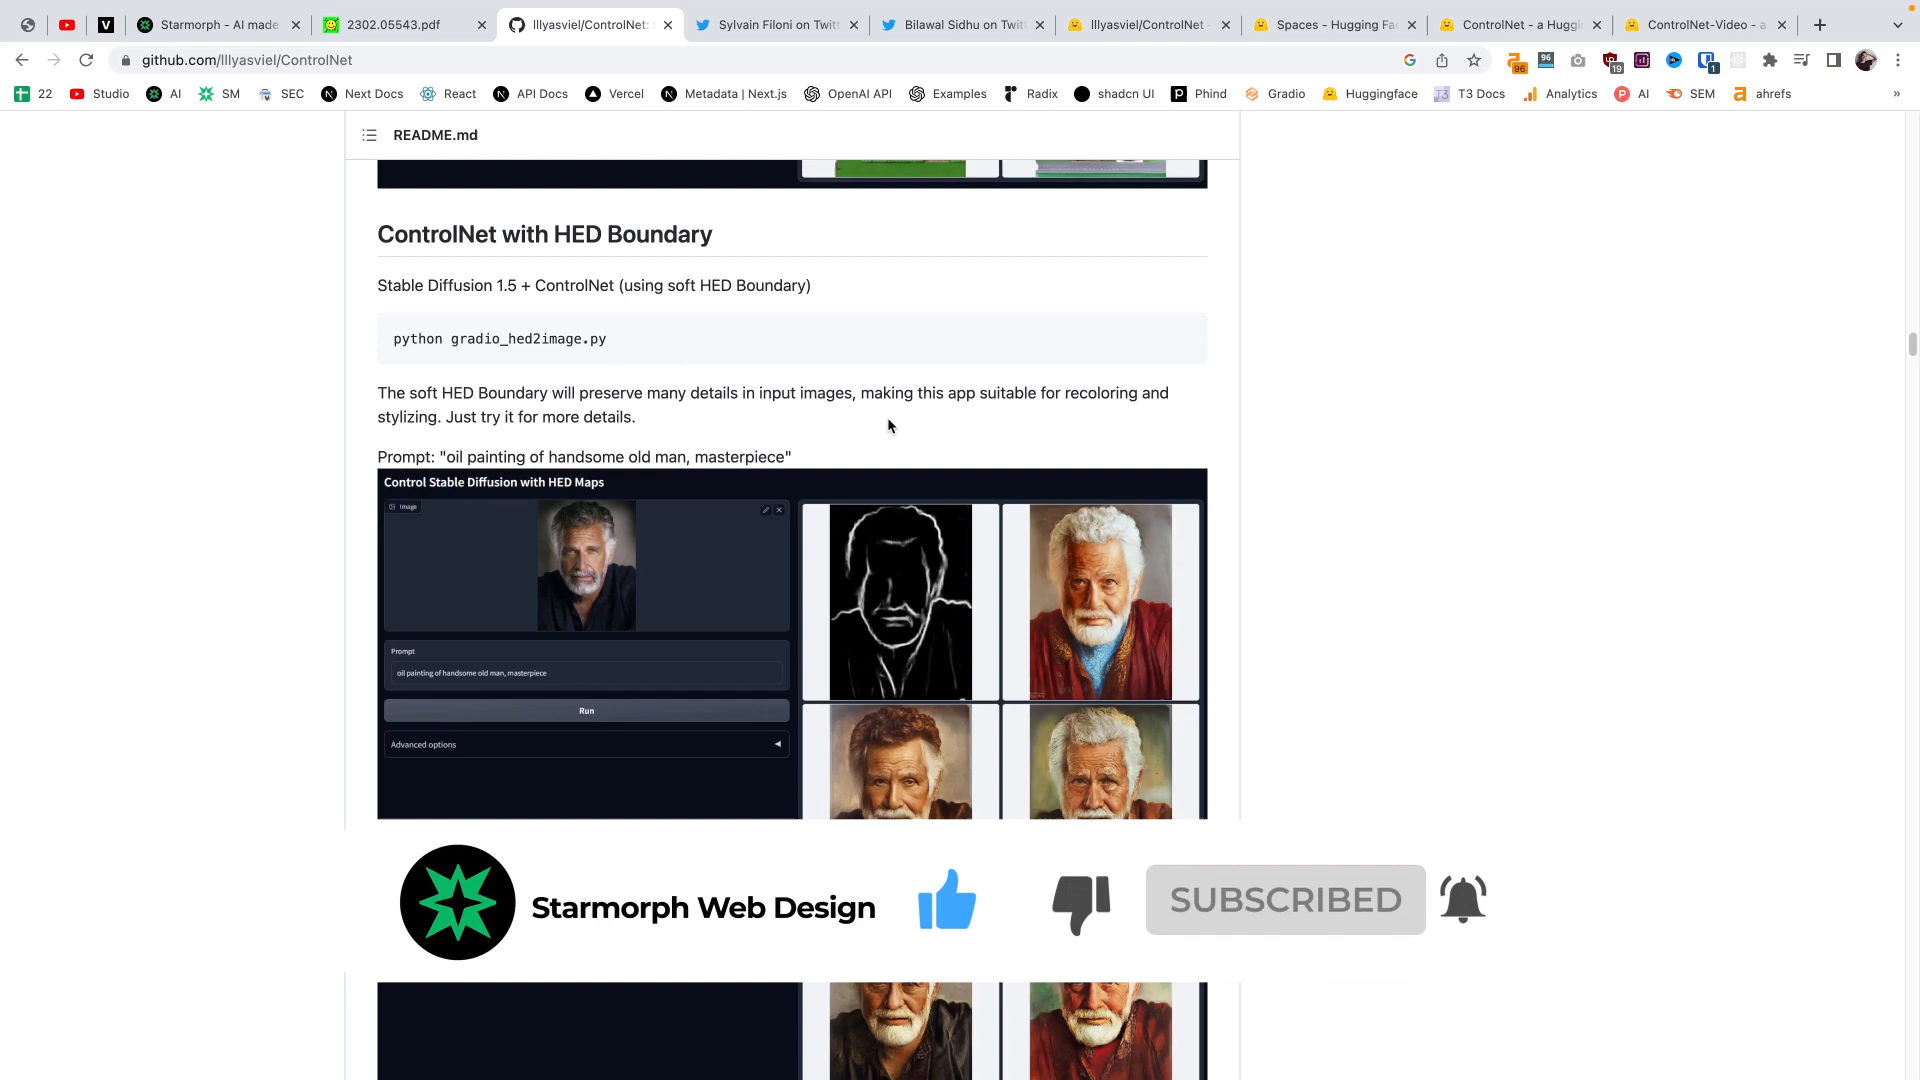 Starmorph - AI made
2302.05543.pdf
lllyasviel/ControlNet:
Sylvain Filoni on Twitt
Bilawal Sidhu on Twitt
lllyasviel/ControlNet -
Spaces - Hugging Fac
ControlNet - a Huggi
ControlNet-Video - a
github.com/lllyasviel/ControlNet
96
96
19
1
22
Studio
AI
SM
SEC
Next Docs
React
API Docs
Vercel
Metadata | Next.js
OpenAI API
Examples
Radix
shadcn UI
Phind
Gradio
Huggingface
T3 Docs
Analytics
AI
SEM
ahrefs
»
README.md
ControlNet with HED Boundary
Stable Diffusion 1.5 + ControlNet (using soft HED Boundary)
python gradio_hed2image.py
The soft HED Boundary will preserve many details in input images, making this app suitable for recoloring and
stylizing. Just try it for more details.
Prompt: "oil painting of handsome old man, masterpiece"
Control Stable Diffusion with HED Maps
Image
Prompt
oil painting of handsome old man, masterpiece
Run
Advanced options
Starmorph Web Design
SUBSCRIBED